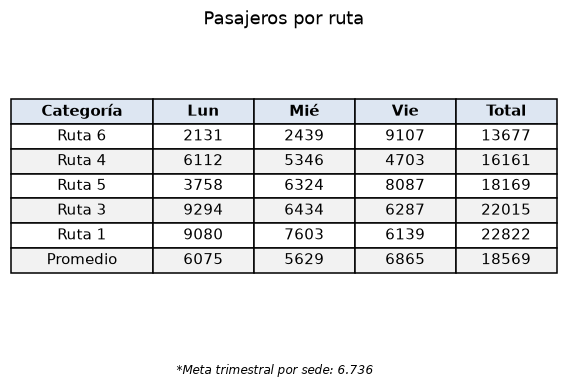 Pasajeros por ruta
Categoría Lun Mié Vie Total
Ruta 6 2131 2439 9107 13677
Ruta 4 6112 5346 4703 16161
Ruta 5 3758 6324 8087 18169
Ruta 3 9294 6434 6287 22015
Ruta 1 9080 7603 6139 22822
Promedio 6075 5629 6865 18569
*Meta trimestral por sede: 6.736